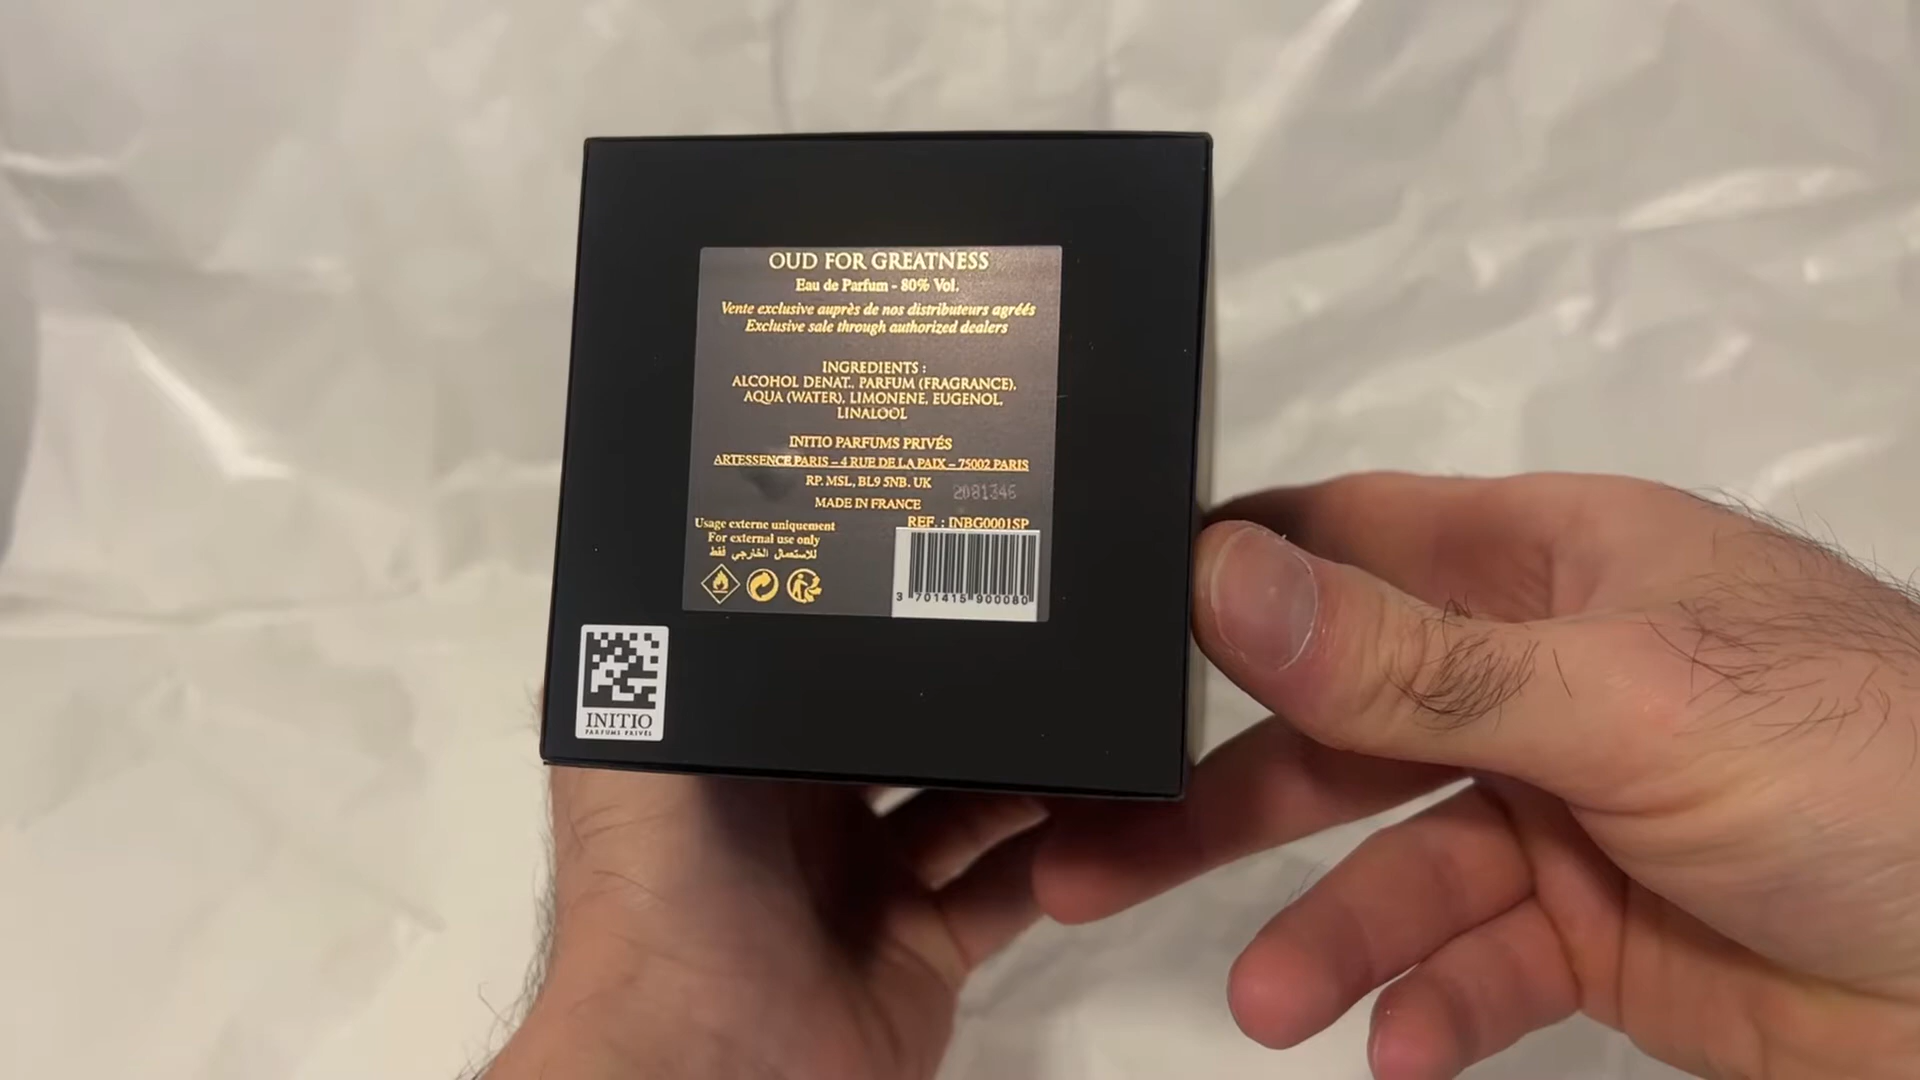 OUD FOR GREATNESS
Eau de Parfum - 80% Vol.
Vente exclusive auprès de nos distributeurs agréés
Exclusive sale through authorized dealers
INGREDIENTS :
ALCOHOL DENAT., PARFUM (FRAGRANCE),
AQUA (WATER), LIMONENE, EUGENOL,
LINALOOL
INITIO PARFUMS PRIVÉS
ARTESSENCE PARIS – 4 RUE DE LA PAIX – 75002 PARIS
RP. MSL, BL9 5NB. UK
2081346
MADE IN FRANCE
REF. : INBG0001SP
Usage externe uniquement
For external use only
للاستعمال الخارجي فقط
3 701415 900080
INITIO
PARFUMS PRIVÉS